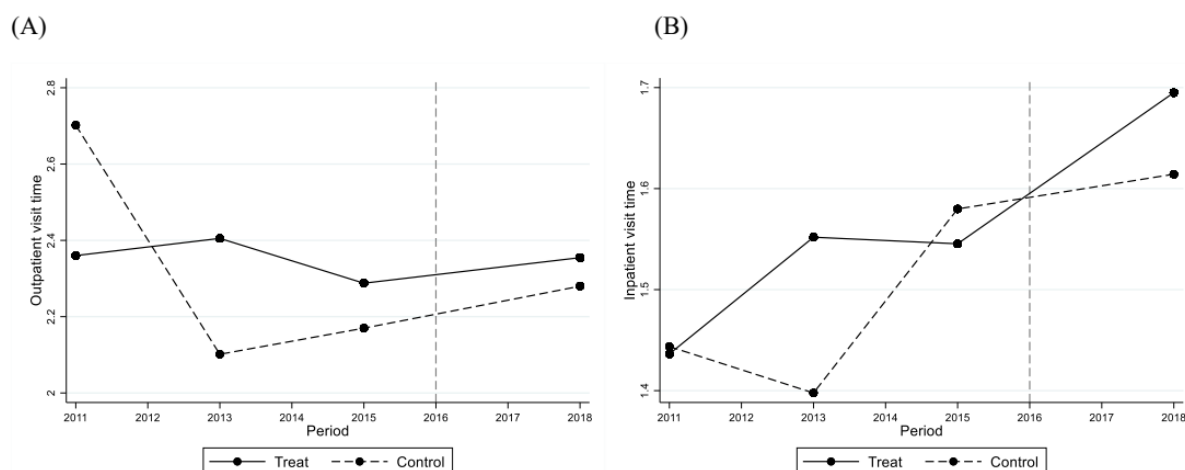 (A)
(B)
Outpatient visit time
2.8
2.6
2.4
2.2
2
2011 2012 2013 2014 2015 2016 2017 2018
Period
Treat Control
Inpatient visit time
1.7
1.6
1.5
1.4
2011 2012 2013 2014 2015 2016 2017 2018
Period
Treat Control